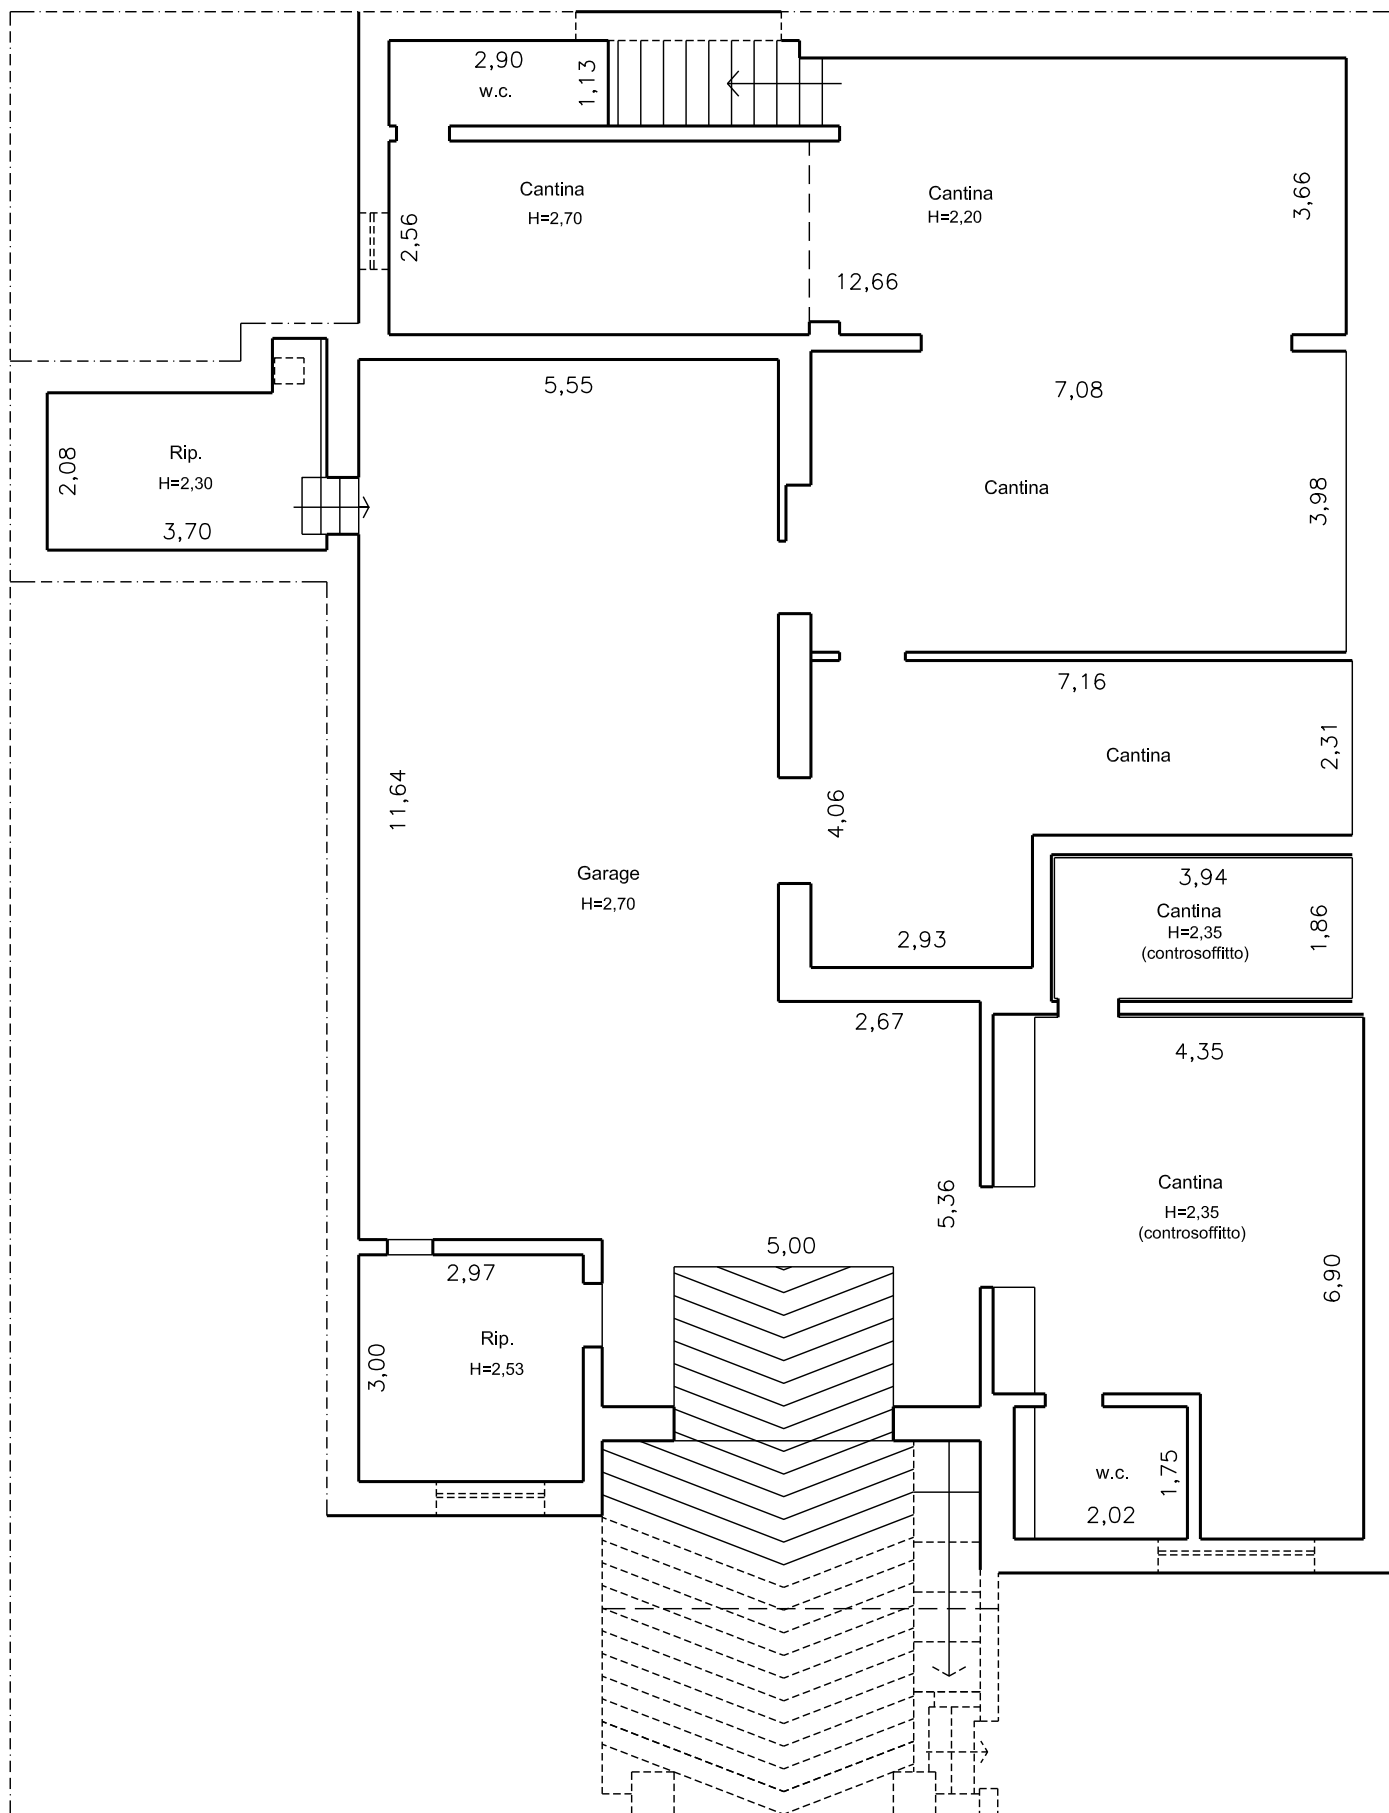 2,90
w.c.
1,13
Cantina
H=2,70
2,56
Cantina
H=2,20
3,66
12,66
5,55
7,08
Rip.
H=2,30
2,08
3,70
Cantina
3,98
7,16
Cantina
2,31
11,64
4,06
Garage
H=2,70
3,94
Cantina
H=2,35
(controsoffitto)
1,86
2,93
2,67
4,35
Cantina
H=2,35
(controsoffitto)
5,36
5,00
6,90
2,97
Rip.
H=2,53
3,00
w.c.
1,75
2,02